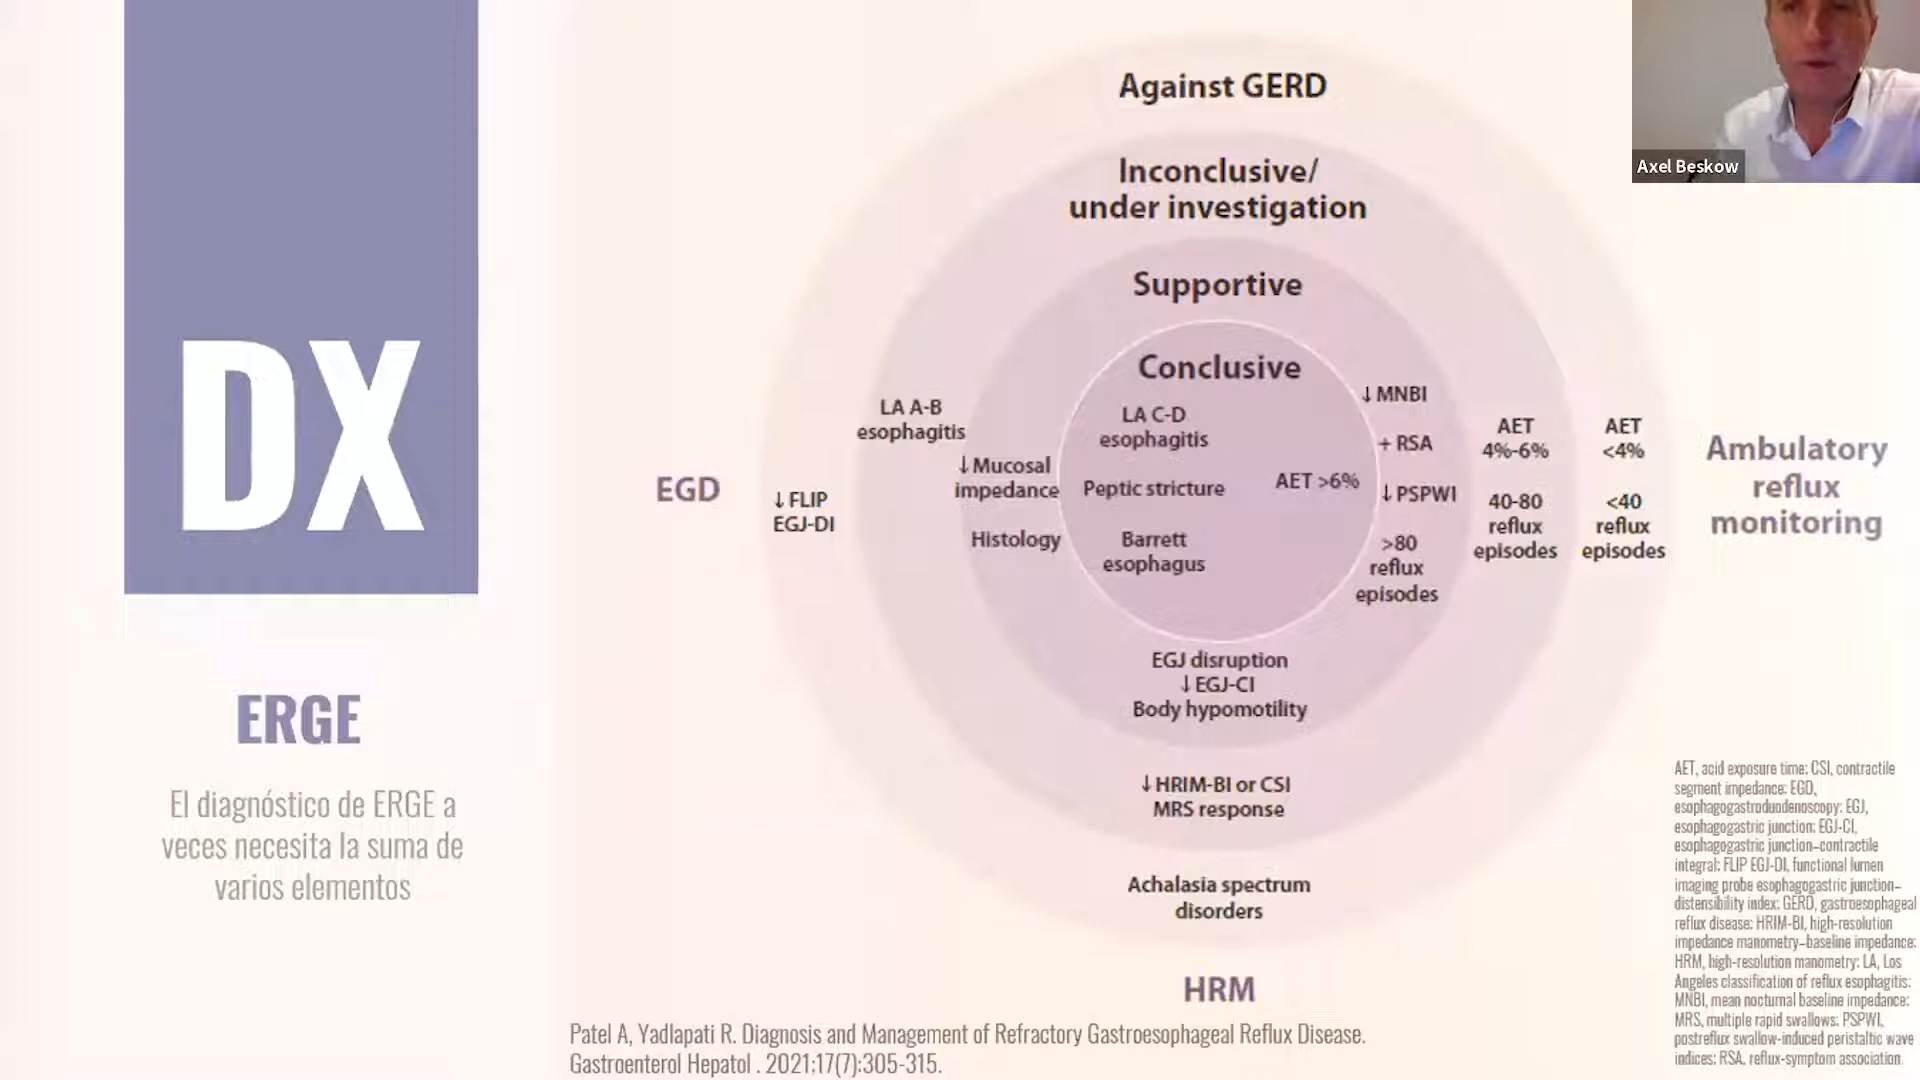 DX
ERGE
El diagnóstico de ERGE a
veces necesita la suma de
varios elementos
Against GERD
Inconclusive/
under investigation
Supportive
Conclusive
EGD
↓FLIP
EGJ-DI
LA A-B
esophagitis
↓Mucosal
impedance
Histology
LA C-D
esophagitis
Peptic stricture
Barrett
esophagus
AET >6%
↓MNBI
+ RSA
↓PSPWI
>80
reflux
episodes
AET
4%-6%
40-80
reflux
episodes
AET
<4%
<40
reflux
episodes
Ambulatory
reflux
monitoring
EGJ disruption
↓EGJ-CI
Body hypomotility
↓HRIM-BI or CSI
MRS response
Achalasia spectrum
disorders
HRM
Patel A, Yadlapati R. Diagnosis and Management of Refractory Gastroesophageal Reflux Disease.
Gastroenterol Hepatol . 2021;17(7):305-315.
Axel Beskow
AET, acid exposure time; CSI, contractile
segment impedance; EGD,
esophagogastroduodenoscopy; EGJ,
esophagogastric junction; EGJ-CI,
esophagogastric junction–contractile
integral; FLIP EGJ-DI, functional lumen
imaging probe esophagogastric junction–
distensibility index; GERD, gastroesophageal
reflux disease; HRIM-BI, high-resolution
impedance manometry–baseline impedance;
HRM, high-resolution manometry; LA, Los
Angeles classification of reflux esophagitis;
MNBI, mean nocturnal baseline impedance;
MRS, multiple rapid swallows; PSPWI,
postreflux swallow-induced peristaltic wave
indices; RSA, reflux-symptom association.